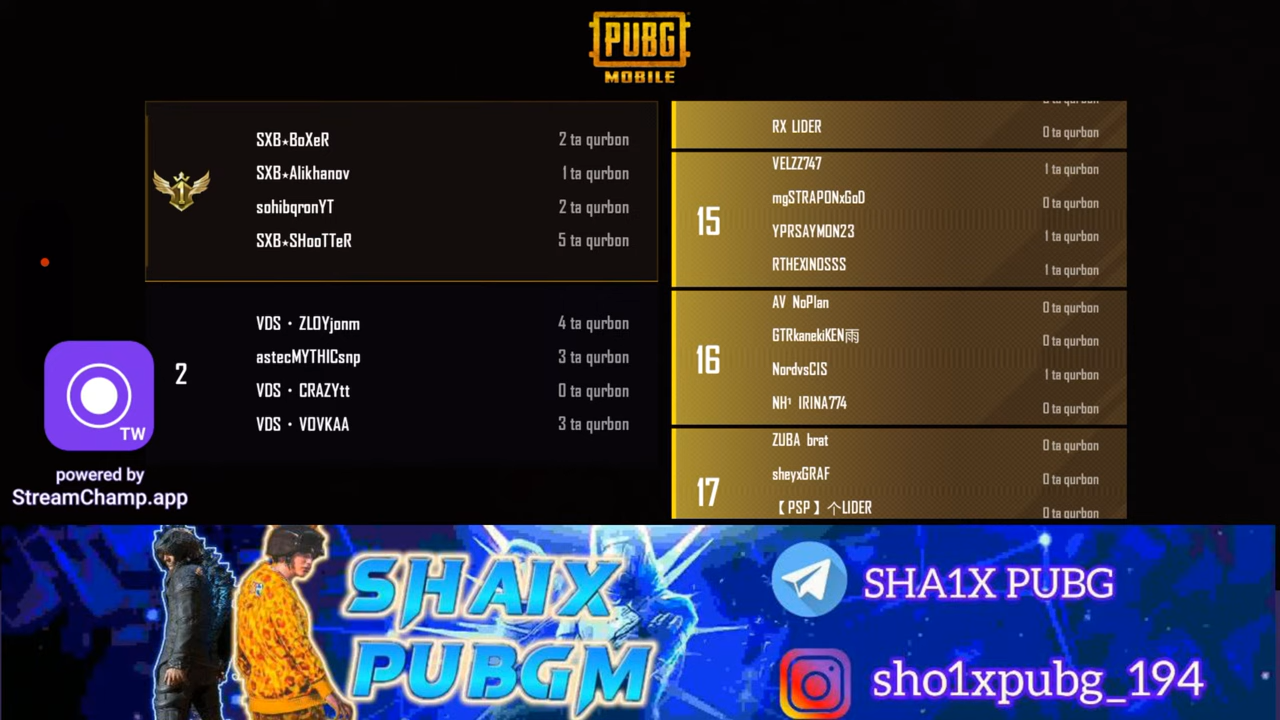 PUBG
MOBILE
1
SXB★BoXeR 2 ta qurbon
SXB★Alikhanov 1 ta qurbon
sohibqronYT 2 ta qurbon
SXB★SHooTTeR 5 ta qurbon
2
VDS・ZLOYjonm 4 ta qurbon
astecMYTHICsnp 3 ta qurbon
VDS・CRAZYtt 0 ta qurbon
VDS・VOVKAA 3 ta qurbon
RX LIDER 0 ta qurbon
15
VELZZ747 1 ta qurbon
mgSTRAPONxGoD 0 ta qurbon
YPRSAYMON23 1 ta qurbon
RTHEXINOSSS 1 ta qurbon
16
AV NoPlan 0 ta qurbon
GTRkanekiKEN雨 0 ta qurbon
NordvsCIS 1 ta qurbon
NH¹ IRINA774 0 ta qurbon
17
ZUBA brat 0 ta qurbon
sheyxGRAF 0 ta qurbon
【PSP】个LIDER 0 ta qurbon
TW
powered by
StreamChamp.app
SHAIX
PUBGM
SHA1X PUBG
sho1xpubg_194